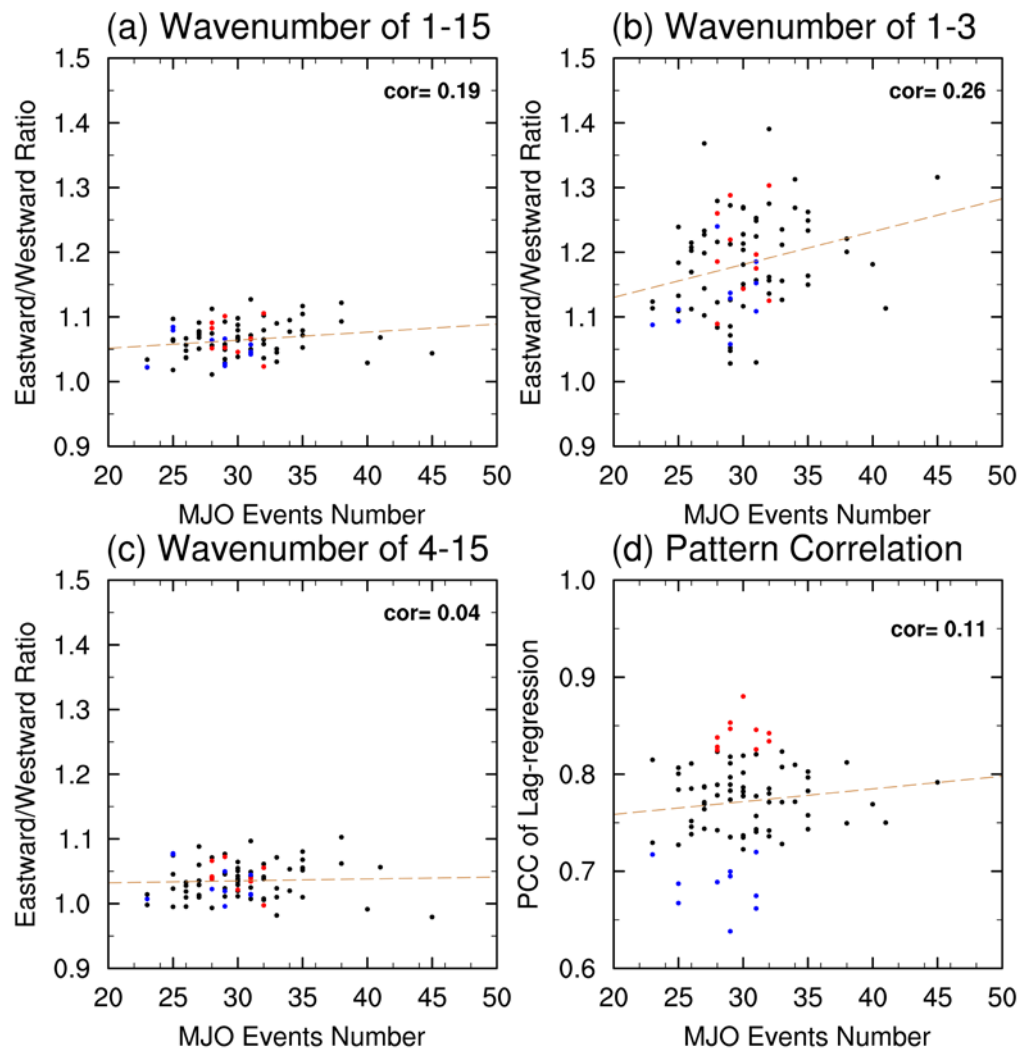 (a) Wavenumber of 1-15
cor= 0.19
Eastward/Westward Ratio
1.5
1.4
1.3
1.2
1.1
1.0
0.9
20 25 30 35 40 45 50
MJO Events Number
(b) Wavenumber of 1-3
cor= 0.26
Eastward/Westward Ratio
1.5
1.4
1.3
1.2
1.1
1.0
0.9
20 25 30 35 40 45 50
MJO Events Number
(c) Wavenumber of 4-15
cor= 0.04
Eastward/Westward Ratio
1.5
1.4
1.3
1.2
1.1
1.0
0.9
20 25 30 35 40 45 50
MJO Events Number
(d) Pattern Correlation
cor= 0.11
PCC of Lag-regression
1.0
0.9
0.8
0.7
0.6
20 25 30 35 40 45 50
MJO Events Number